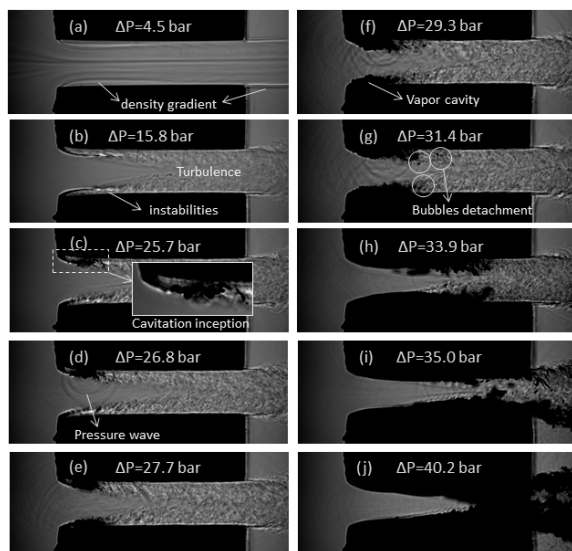 (a) ΔP=4.5 bar
density gradient
(b) ΔP=15.8 bar
Turbulence
instabilities
(c) ΔP=25.7 bar
Cavitation inception
(d) ΔP=26.8 bar
Pressure wave
(e) ΔP=27.7 bar
(f) ΔP=29.3 bar
Vapor cavity
(g) ΔP=31.4 bar
Bubbles detachment
(h) ΔP=33.9 bar
(i) ΔP=35.0 bar
(j) ΔP=40.2 bar